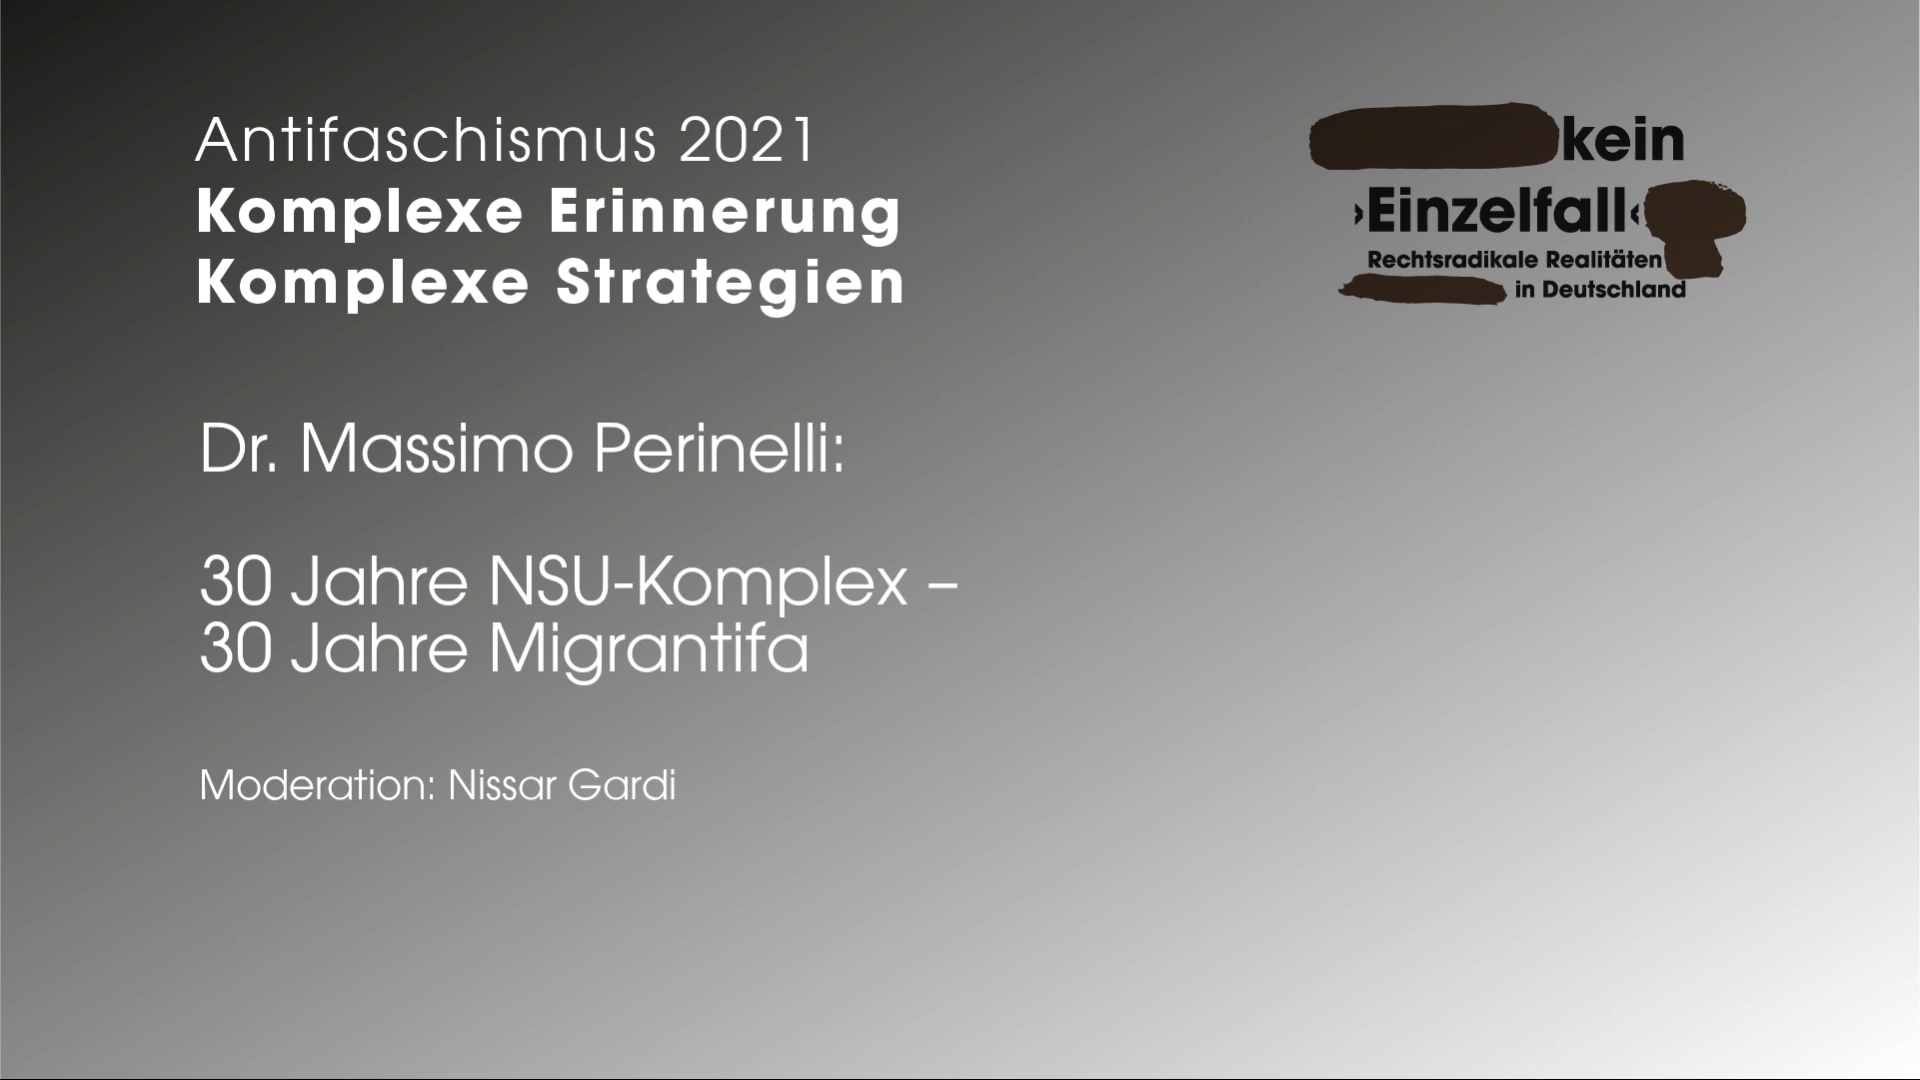 Antifaschismus 2021
Komplexe Erinnerung
Komplexe Strategien
kein
›Einzelfall‹
Rechtsradikale Realitäten
in Deutschland
Dr. Massimo Perinelli:
30 Jahre NSU-Komplex –
30 Jahre Migrantifa
Moderation: Nissar Gardi